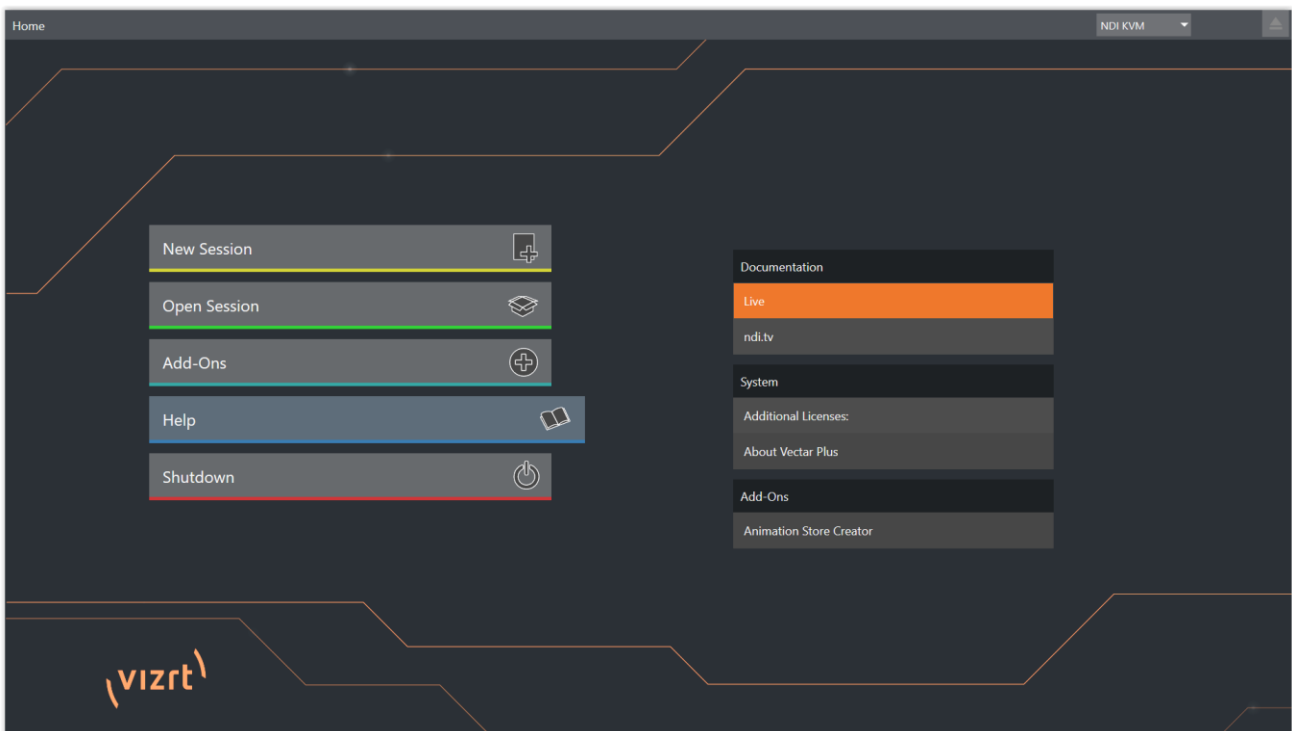 Home
NDI KVM
New Session
Open Session
Add-Ons
Help
Shutdown
Documentation
Live
ndi.tv
System
Additional Licenses:
About Vectar Plus
Add-Ons
Animation Store Creator
vizrt